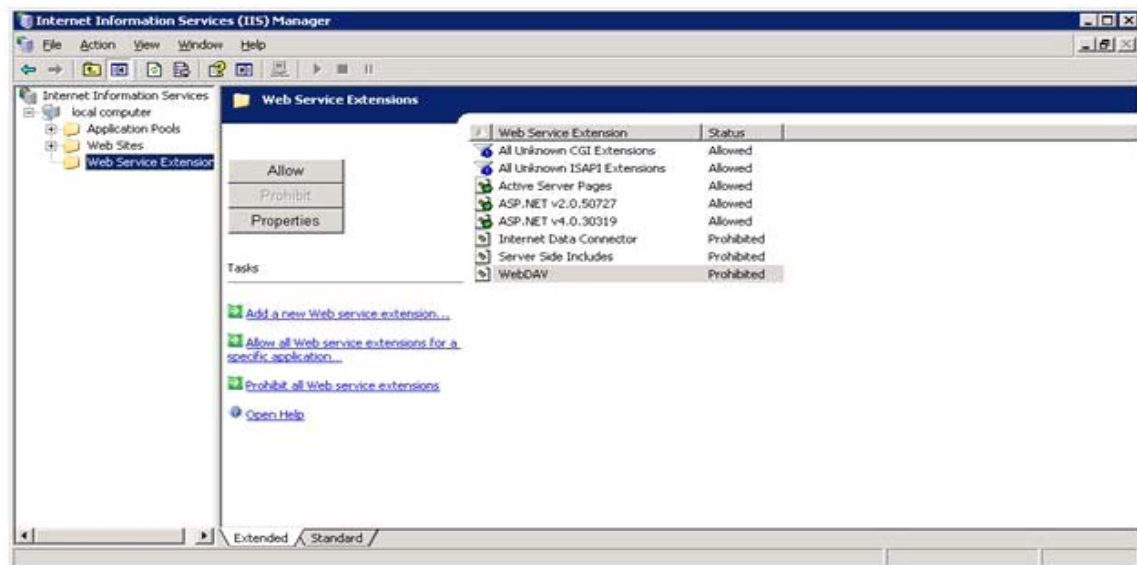 Internet Information Services (IIS) Manager
File Action View Window Help
Internet Information Services
local computer
Application Pools
Web Sites
Web Service Extension
Web Service Extensions
Allow
Prohibit
Properties
Tasks
Add a new Web service extension...
Allow all Web service extensions for a
specific application...
Prohibit all Web service extensions
Open Help
Web Service Extension Status
All Unknown CGI Extensions Allowed
All Unknown ISAPI Extensions Allowed
Active Server Pages Allowed
ASP.NET v2.0.50727 Allowed
ASP.NET v4.0.30319 Allowed
Internet Data Connector Prohibited
Server Side Includes Prohibited
WebDAV Prohibited
Extended Standard